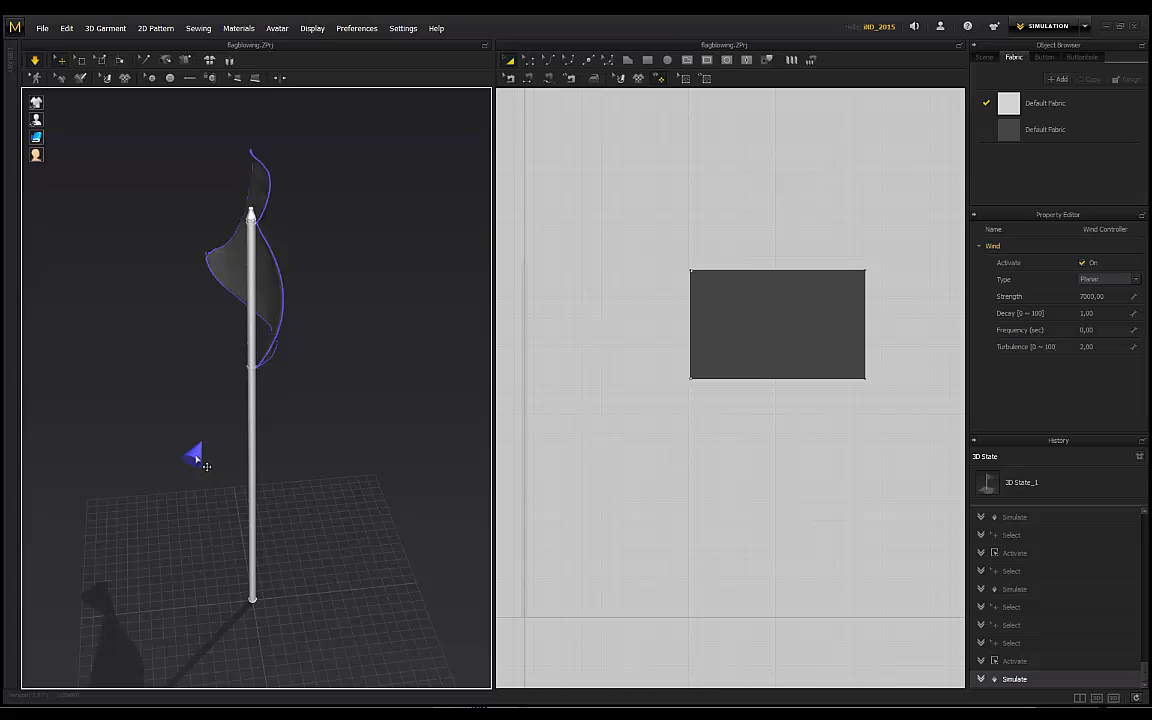 M File Edit 3D Garment 2D Pattern Sewing Materials Avatar Display Preferences Settings Help
iND_2015 SIMULATION
flagblowing.ZPrj flagblowing.ZPrj Object Browser
Scene Fabric Button Buttonhole
+ Add Copy Assign
Default Fabric
Default Fabric
Property Editor
Name Wind Controller
Wind
Activate On
Type Planar
Strength 7000,00
Decay [0 ~ 100] 1,00
Frequency (sec) 0,00
Turbulence [0 ~ 100 2,00
History
3D State
3D State_1
Simulate
Select
Activate
Select
Simulate
Select
Select
Select
Activate
Simulate